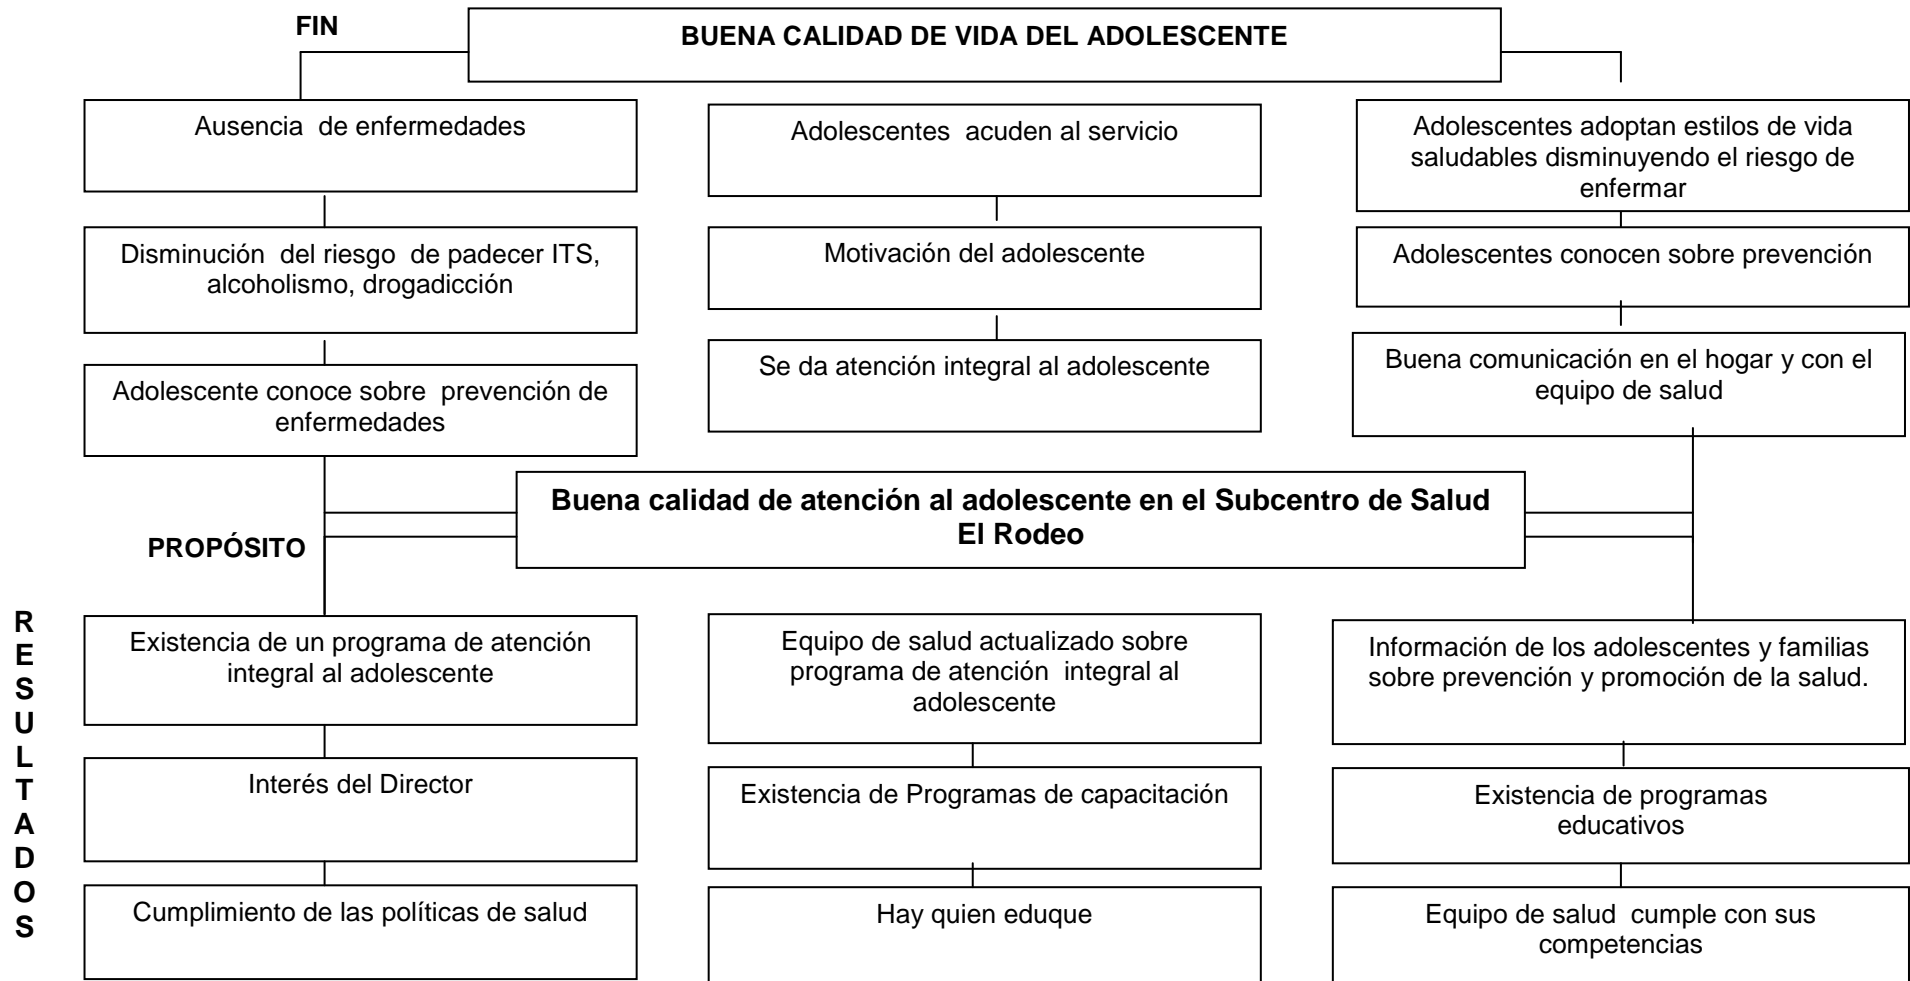 FIN
BUENA CALIDAD DE VIDA DEL ADOLESCENTE
Ausencia de enfermedades
Adolescentes acuden al servicio
Adolescentes adoptan estilos de vida
saludables disminuyendo el riesgo de
enfermar
Disminución del riesgo de padecer ITS,
alcoholismo, drogadicción
Motivación del adolescente
Adolescentes conocen sobre prevención
Adolescente conoce sobre prevención de
enfermedades
Se da atención integral al adolescente
Buena comunicación en el hogar y con el
equipo de salud
Buena calidad de atención al adolescente en el Subcentro de Salud
El Rodeo
PROPÓSITO
R
E
S
U
L
T
A
D
O
S
Existencia de un programa de atención
integral al adolescente
Equipo de salud actualizado sobre
programa de atención integral al
adolescente
Información de los adolescentes y familias
sobre prevención y promoción de la salud.
Interés del Director
Existencia de Programas de capacitación
Existencia de programas
educativos
Cumplimiento de las políticas de salud
Hay quien eduque
Equipo de salud cumple con sus
competencias